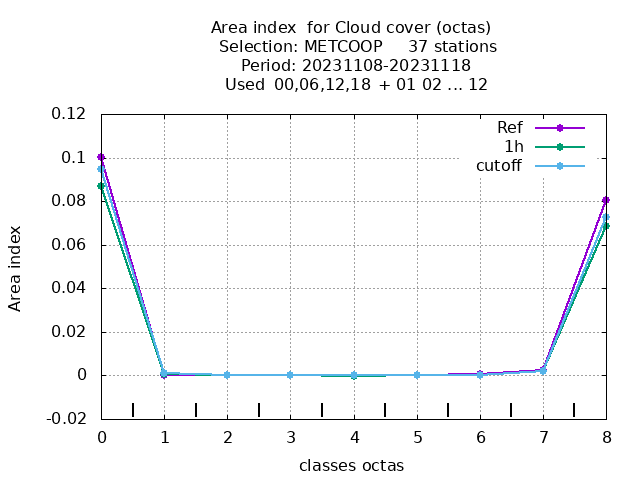 Area index  for Cloud cover (octas)
Selection: METCOOP     37 stations
Period: 20231108-20231118
Used  00,06,12,18  + 01 02 ... 12
Ref
1h
cutoff
0.12
0.1
0.08
0.06
0.04
0.02
0
-0.02
Area index
0 1 2 3 4 5 6 7 8
classes octas